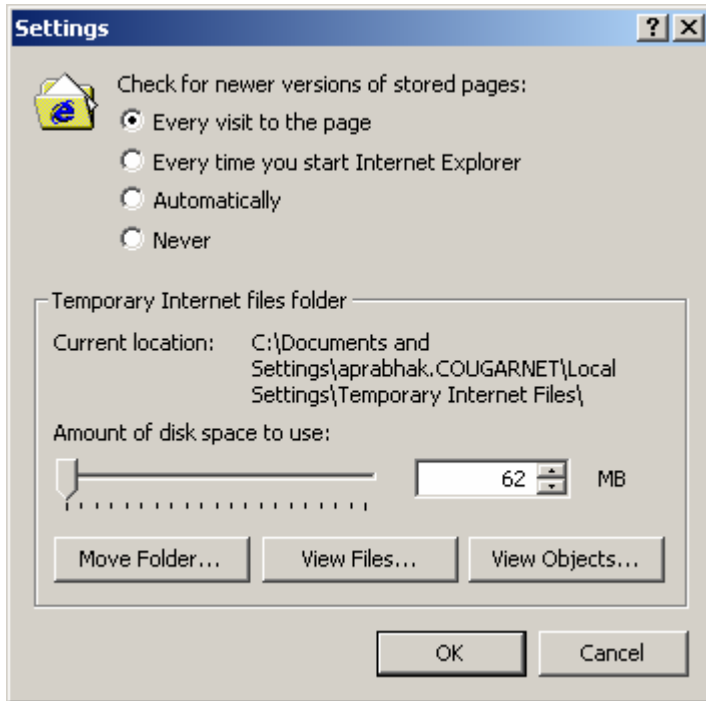 Settings
Check for newer versions of stored pages:
Every visit to the page
Every time you start Internet Explorer
Automatically
Never
Temporary Internet files folder
Current location: C:\Documents and
Settings\aprabhak.COUGARNET\Local
Settings\Temporary Internet Files\
Amount of disk space to use:
62 MB
Move Folder... View Files... View Objects...
OK Cancel